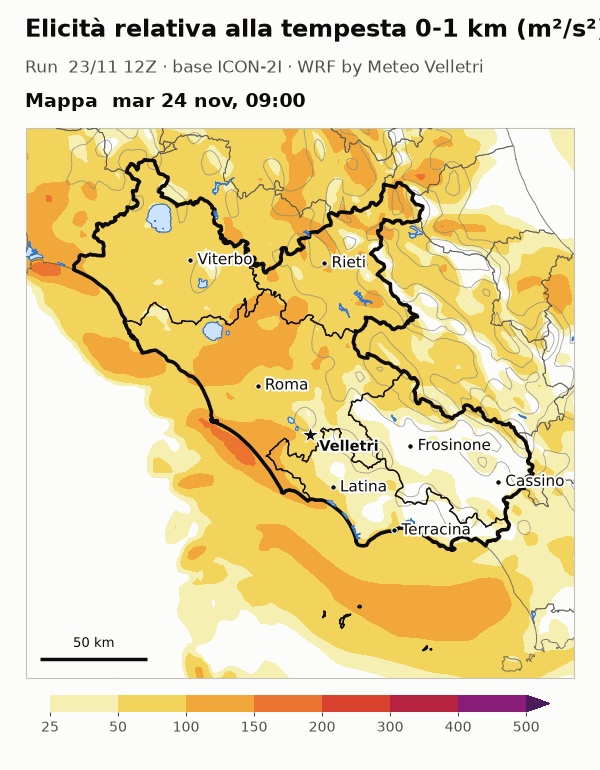 Elicità relativa alla tempesta 0-1 km (m²/s²)
Run  23/11 12Z · base ICON-2I · WRF by Meteo Velletri
Mappa  mar 24 nov, 09:00
Viterbo
Rieti
Roma
Velletri
Frosinone
Cassino
Latina
Terracina
50 km
25 50 100 150 200 300 400 500